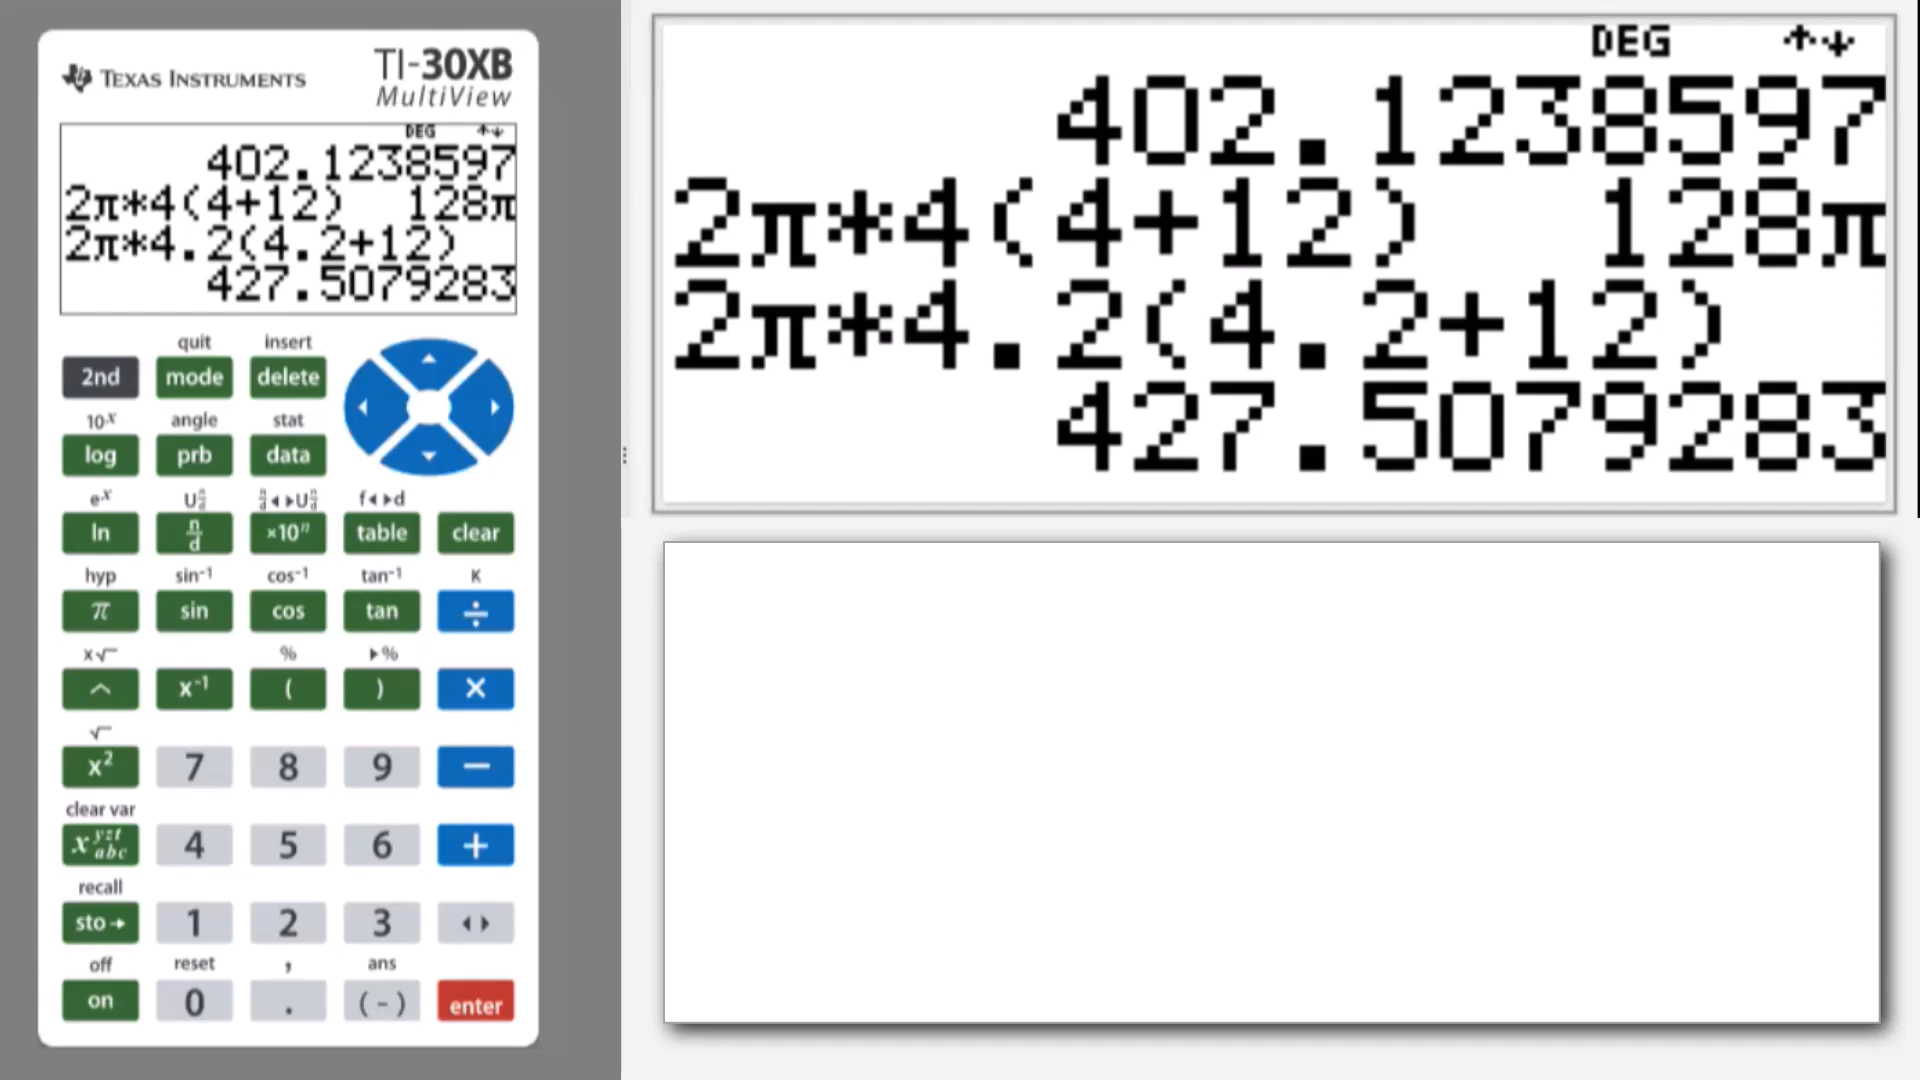 TEXAS INSTRUMENTS
TI-30XB
MultiView
DEG
402.1238597
2π*4(4+12) 128π
2π*4.2(4.2+12)
427.5079283
quit insert
2nd mode delete
10ˣ angle stat
log prb data
eˣ U n/d n/d ◂ ▸U n/d f◂ ▸d
ln n/d ×10ⁿ table clear
hyp sin⁻¹ cos⁻¹ tan⁻¹ K
π sin cos tan ÷
x√ % ▸%
^ x⁻¹ ( ) ×
√
x² 7 8 9 −
clear var
x yzt abc 4 5 6 +
recall
sto→ 1 2 3 ◂ ▸
off reset , ans
on 0 . (-) enter
DEG
402.1238597
2π*4(4+12) 128π
2π*4.2(4.2+12)
427.5079283